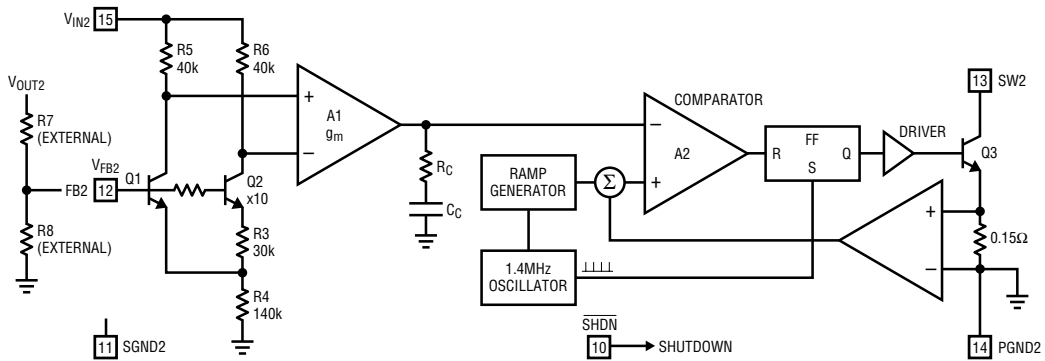 VIN2 15
R5
40k
R6
40k
VOUT2
R7
(EXTERNAL)
VFB2
FB2 12
R8
(EXTERNAL)
Q1
Q2
x10
R3
30k
R4
140k
+
A1
gm
−
RC
CC
COMPARATOR
−
A2
+
RAMP
GENERATOR
Σ
1.4MHz
OSCILLATOR
FF
R
S
Q
DRIVER
13 SW2
Q3
+
−
0.15Ω
11 SGND2
SHDN
10 SHUTDOWN
14 PGND2